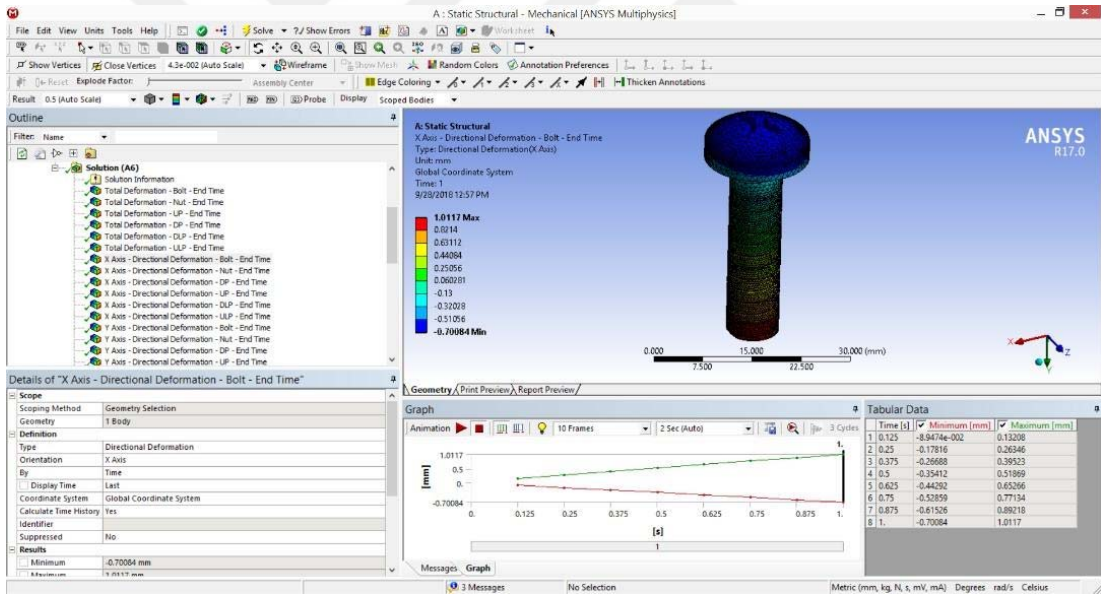 A : Static Structural - Mechanical [ANSYS Multiphysics]
File Edit View Units Tools Help Solve ?/ Show Errors Worksheet
Show Vertices Close Vertices 4.3e-002 (Auto Scale) Wireframe Show Mesh Random Colors Annotation Preferences
Reset Explode Factor: Assembly Center Edge Coloring Thicken Annotations
Result 0.5 (Auto Scale) Probe Display Scoped Bodies
Outline
Filter: Name
Solution (A6)
Solution Information
Total Deformation - Bolt - End Time
Total Deformation - Nut - End Time
Total Deformation - UP - End Time
Total Deformation - DP - End Time
Total Deformation - DLP - End Time
Total Deformation - ULP - End Time
X Axis - Directional Deformation - Bolt - End Time
X Axis - Directional Deformation - Nut - End Time
X Axis - Directional Deformation - DP - End Time
X Axis - Directional Deformation - UP - End Time
X Axis - Directional Deformation - DLP - End Time
X Axis - Directional Deformation - ULP - End Time
Y Axis - Directional Deformation - Bolt - End Time
Y Axis - Directional Deformation - Nut - End Time
Y Axis - Directional Deformation - DP - End Time
Y Axis - Directional Deformation - UP - End Time
Details of "X Axis - Directional Deformation - Bolt - End Time"
Scope
Scoping Method Geometry Selection
Geometry 1 Body
Definition
Type Directional Deformation
Orientation X Axis
By Time
Display Time Last
Coordinate System Global Coordinate System
Calculate Time History Yes
Identifier
Suppressed No
Results
Minimum -0.70084 mm
Maximum 1.0117 mm
A: Static Structural
X Axis - Directional Deformation - Bolt - End Time
Type: Directional Deformation(X Axis)
Unit: mm
Global Coordinate System
Time: 1
9/28/2018 12:57 PM
1.0117 Max
0.8214
0.63112
0.44084
0.25056
0.060281
-0.13
-0.32028
-0.51056
-0.70084 Min
ANSYS
R17.0
0.000 15.000 30.000 (mm)
7.500 22.500
X
Y
Z
Geometry Print Preview Report Preview
Graph
Animation 10 Frames 2 Sec (Auto) 3 Cycles
1.
1.0117
0.5
0.
-0.70084
[mm]
0. 0.125 0.25 0.375 0.5 0.625 0.75 0.875 1.
[s]
1
Messages Graph
Tabular Data
Time [s] Minimum [mm] Maximum [mm]
1 0.125 -8.9474e-002 0.13208
2 0.25 -0.17816 0.26346
3 0.375 -0.26688 0.39523
4 0.5 -0.35412 0.51869
5 0.625 -0.44292 0.65266
6 0.75 -0.52859 0.77134
7 0.875 -0.61526 0.89218
8 1. -0.70084 1.0117
3 Messages No Selection Metric (mm, kg, N, s, mV, mA) Degrees rad/s Celsius